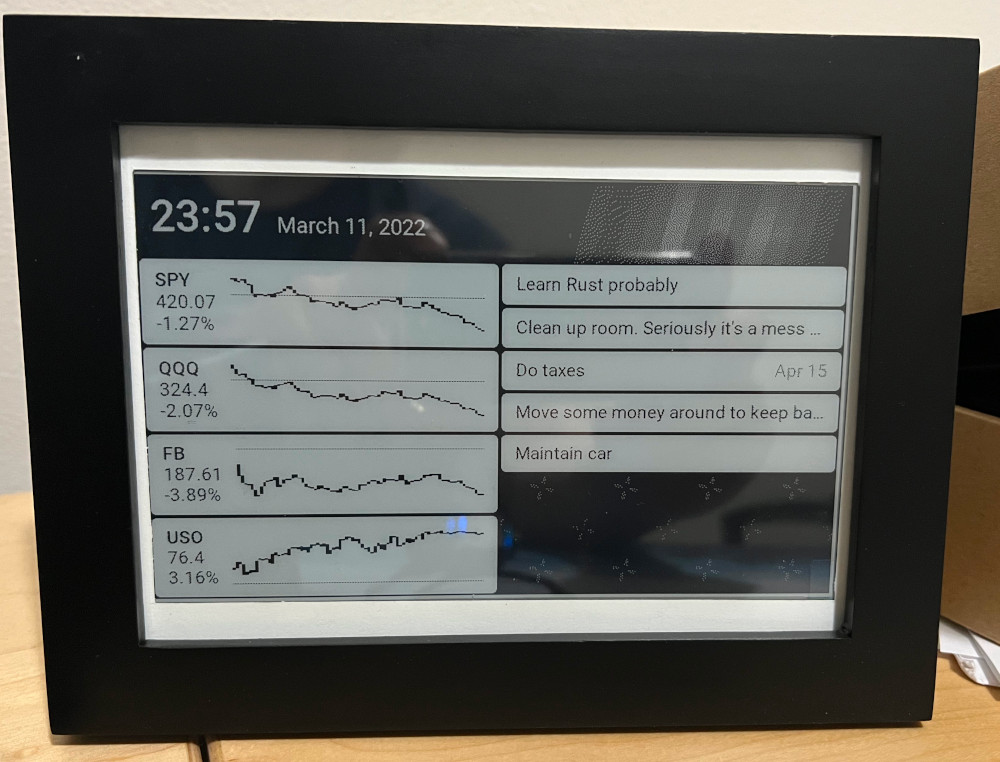 23:57 March 11, 2022
SPY
420.07
-1.27%
QQQ
324.4
-2.07%
FB
187.61
-3.89%
USO
76.4
3.16%
Learn Rust probably
Clean up room. Seriously it's a mess ...
Do taxes Apr 15
Move some money around to keep ba...
Maintain car